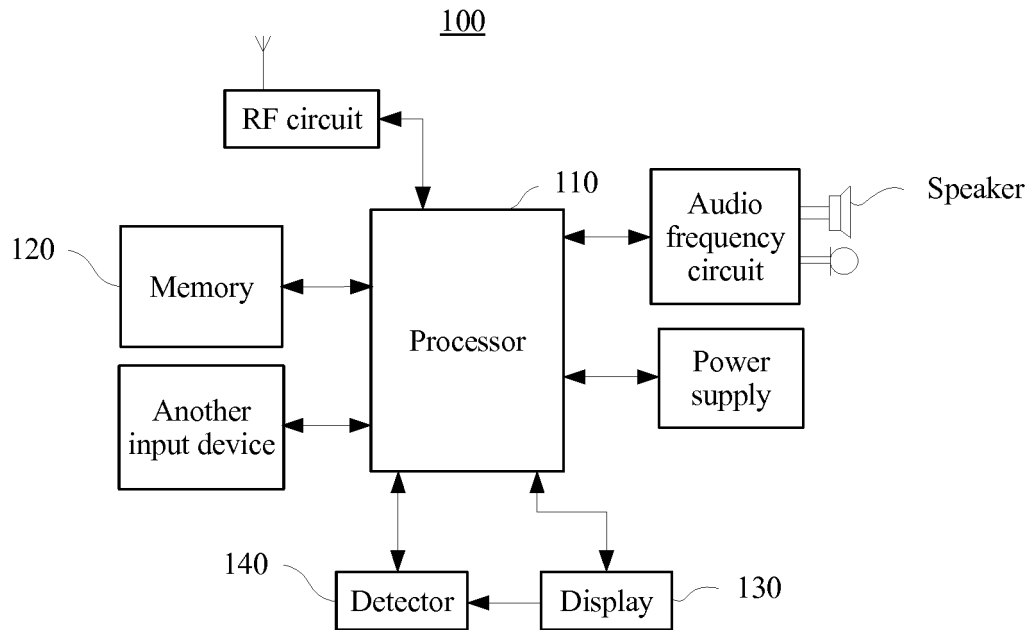 100
RF circuit
110
Speaker
Audio
frequency
circuit
120
Memory
Processor
Power
supply
Another
input device
140
Detector
Display
130